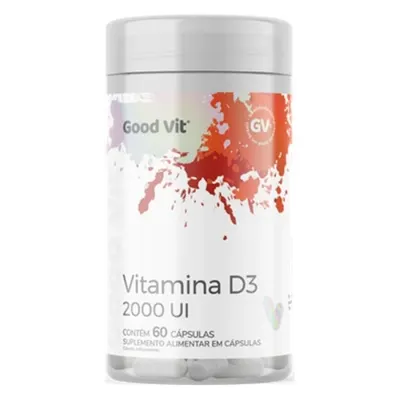 Good Vit®
GV
Vitamina D3
2000 UI
CONTÉM 60 CÁPSULAS
SUPLEMENTO ALIMENTAR EM CÁPSULAS